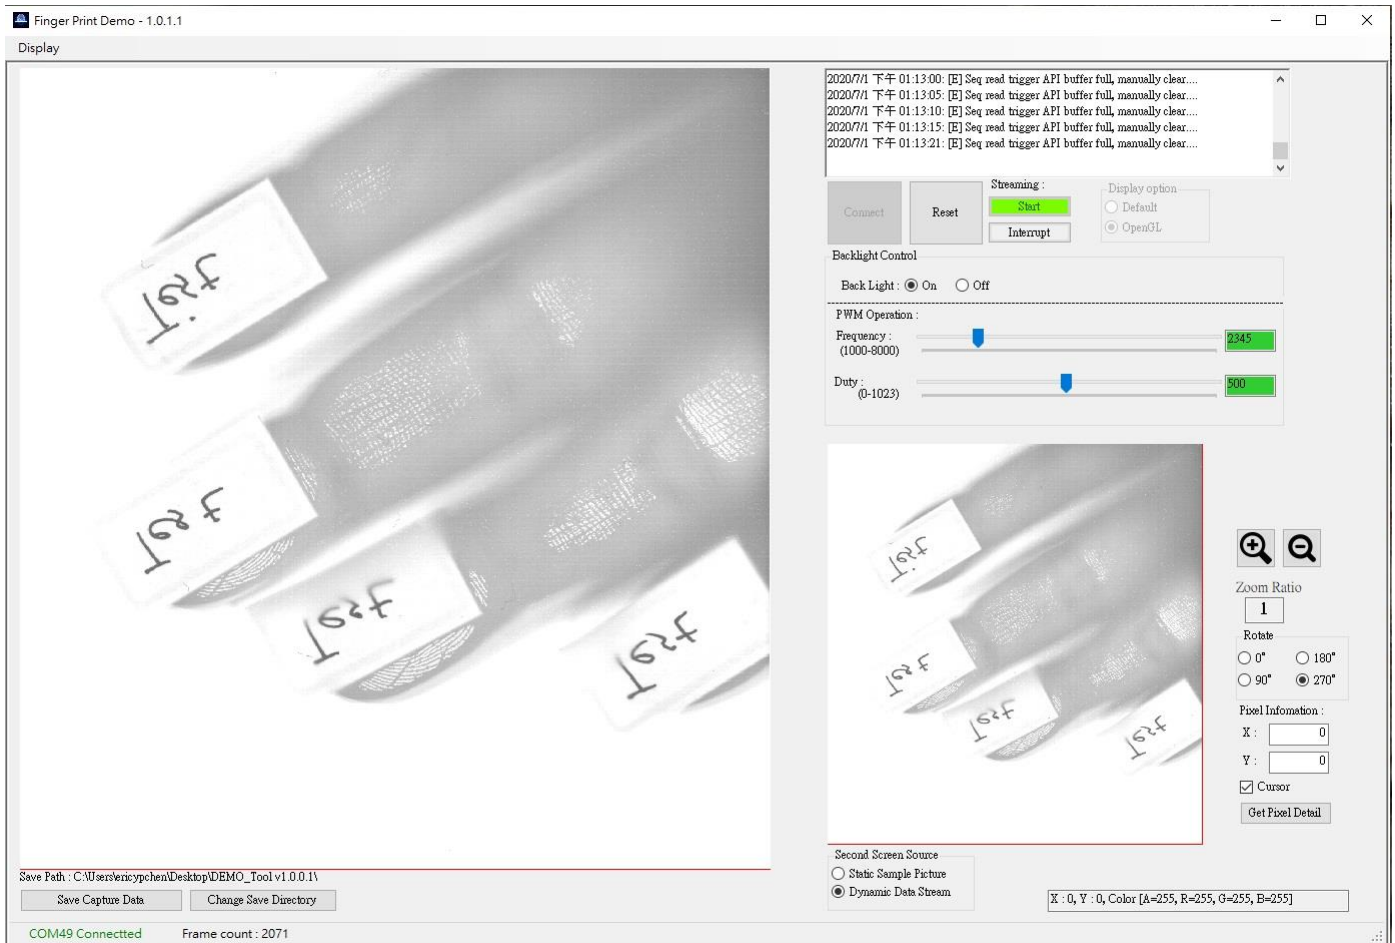 Finger Print Demo - 1.0.1.1
Display
Test
Test
Test
Test
2020/7/1 下午 01:13:00: [E] Seq read trigger API buffer full, manually clear....
2020/7/1 下午 01:13:05: [E] Seq read trigger API buffer full, manually clear....
2020/7/1 下午 01:13:10: [E] Seq read trigger API buffer full, manually clear....
2020/7/1 下午 01:13:15: [E] Seq read trigger API buffer full, manually clear....
2020/7/1 下午 01:13:21: [E] Seq read trigger API buffer full, manually clear....
Connect
Reset
Streaming :
Start
Interrupt
Display option
Default
OpenGL
Backlight Control
Back Light : On Off
PWM Operation :
Frequency :
(1000-8000)
2345
Duty :
(0-1023)
500
Test
Test
Test
Test
Zoom Ratio
1
Rotate
0° 180°
90° 270°
Pixel Infomation :
X : 0
Y : 0
Cursor
Get Pixel Detail
Second Screen Source
Static Sample Picture
Dynamic Data Stream
X : 0, Y : 0, Color [A=255, R=255, G=255, B=255]
Save Path : C:\Users\ericypchen\Desktop\DEMO_Tool v1.0.0.1\
Save Capture Data
Change Save Directory
COM49 Connectted
Frame count : 2071